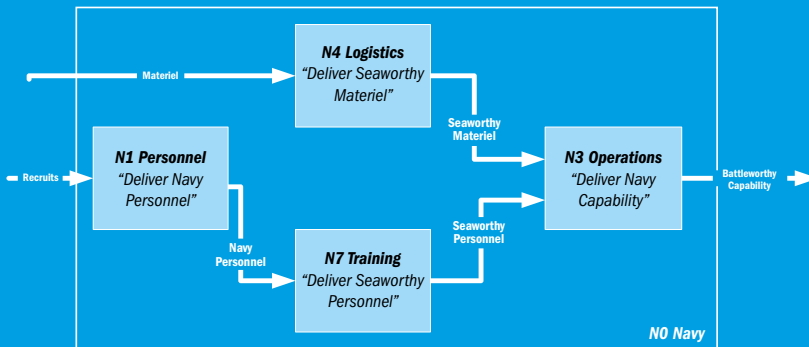 N4 Logistics
“Deliver Seaworthy
Materiel”
Materiel
Seaworthy
Materiel
N1 Personnel
“Deliver Navy
Personnel”
Recruits
N3 Operations
“Deliver Navy
Capability”
Battleworthy
Capability
Navy
Personnel
Seaworthy
Personnel
N7 Training
“Deliver Seaworthy
Personnel”
N0 Navy